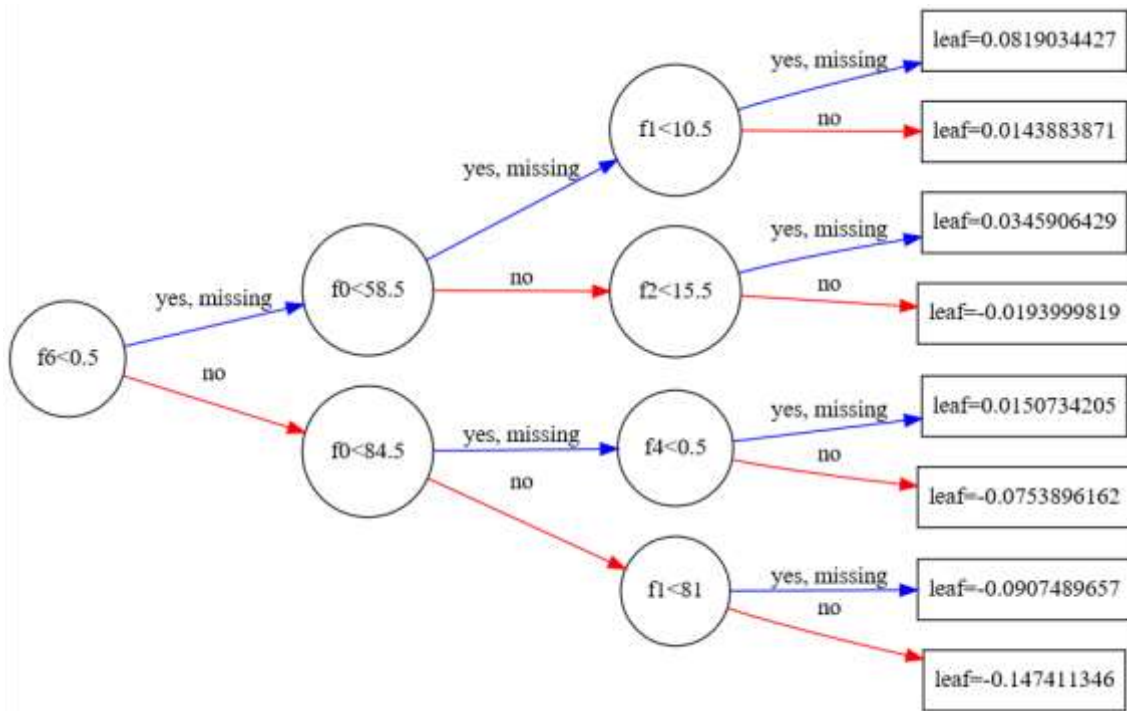 f6<0.5
yes, missing
no
f0<58.5
f0<84.5
yes, missing
no
yes, missing
no
f1<10.5
f2<15.5
f4<0.5
f1<81
yes, missing
no
yes, missing
no
yes, missing
no
yes, missing
no
leaf=0.0819034427
leaf=0.0143883871
leaf=0.0345906429
leaf=-0.0193999819
leaf=0.0150734205
leaf=-0.0753896162
leaf=-0.0907489657
leaf=-0.147411346